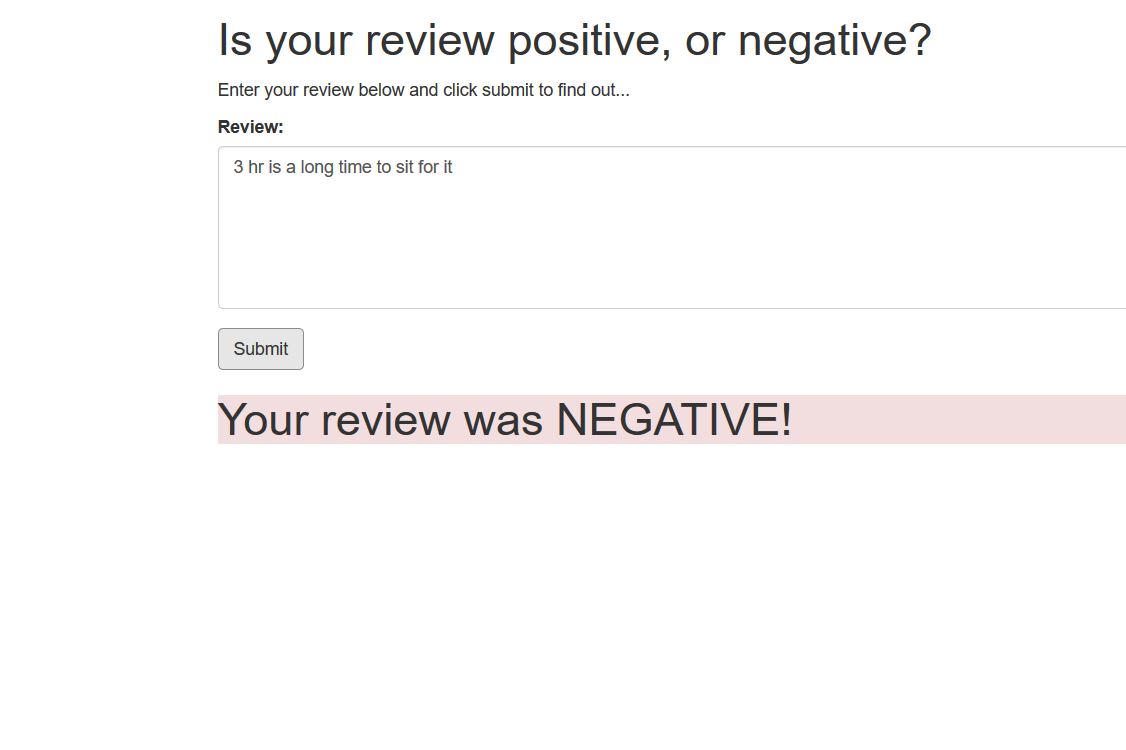 Is your review positive, or negative?
Enter your review below and click submit to find out...
Review:
3 hr is a long time to sit for it
Submit
Your review was NEGATIVE!